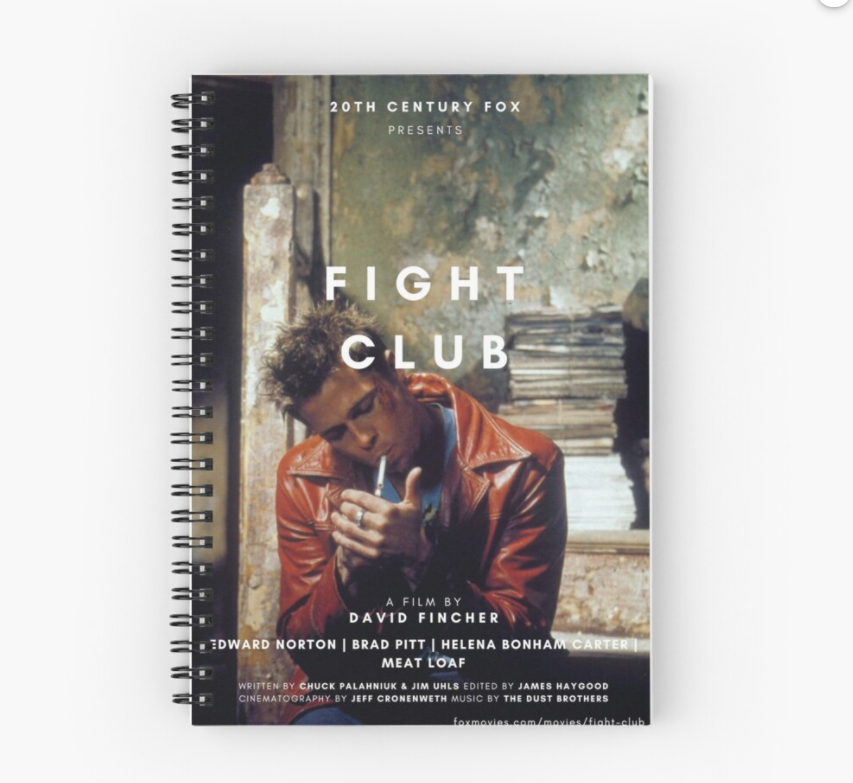 20TH CENTURY FOX
PRESENTS
FIGHT
CLUB
A FILM BY
DAVID FINCHER
EDWARD NORTON | BRAD PITT | HELENA BONHAM CARTER |
MEAT LOAF
WRITTEN BY CHUCK PALAHNIUK & JIM UHLS EDITED BY JAMES HAYGOOD
CINEMATOGRAPHY BY JEFF CRONENWETH MUSIC BY THE DUST BROTHERS
foxmovies.com/movies/fight-club